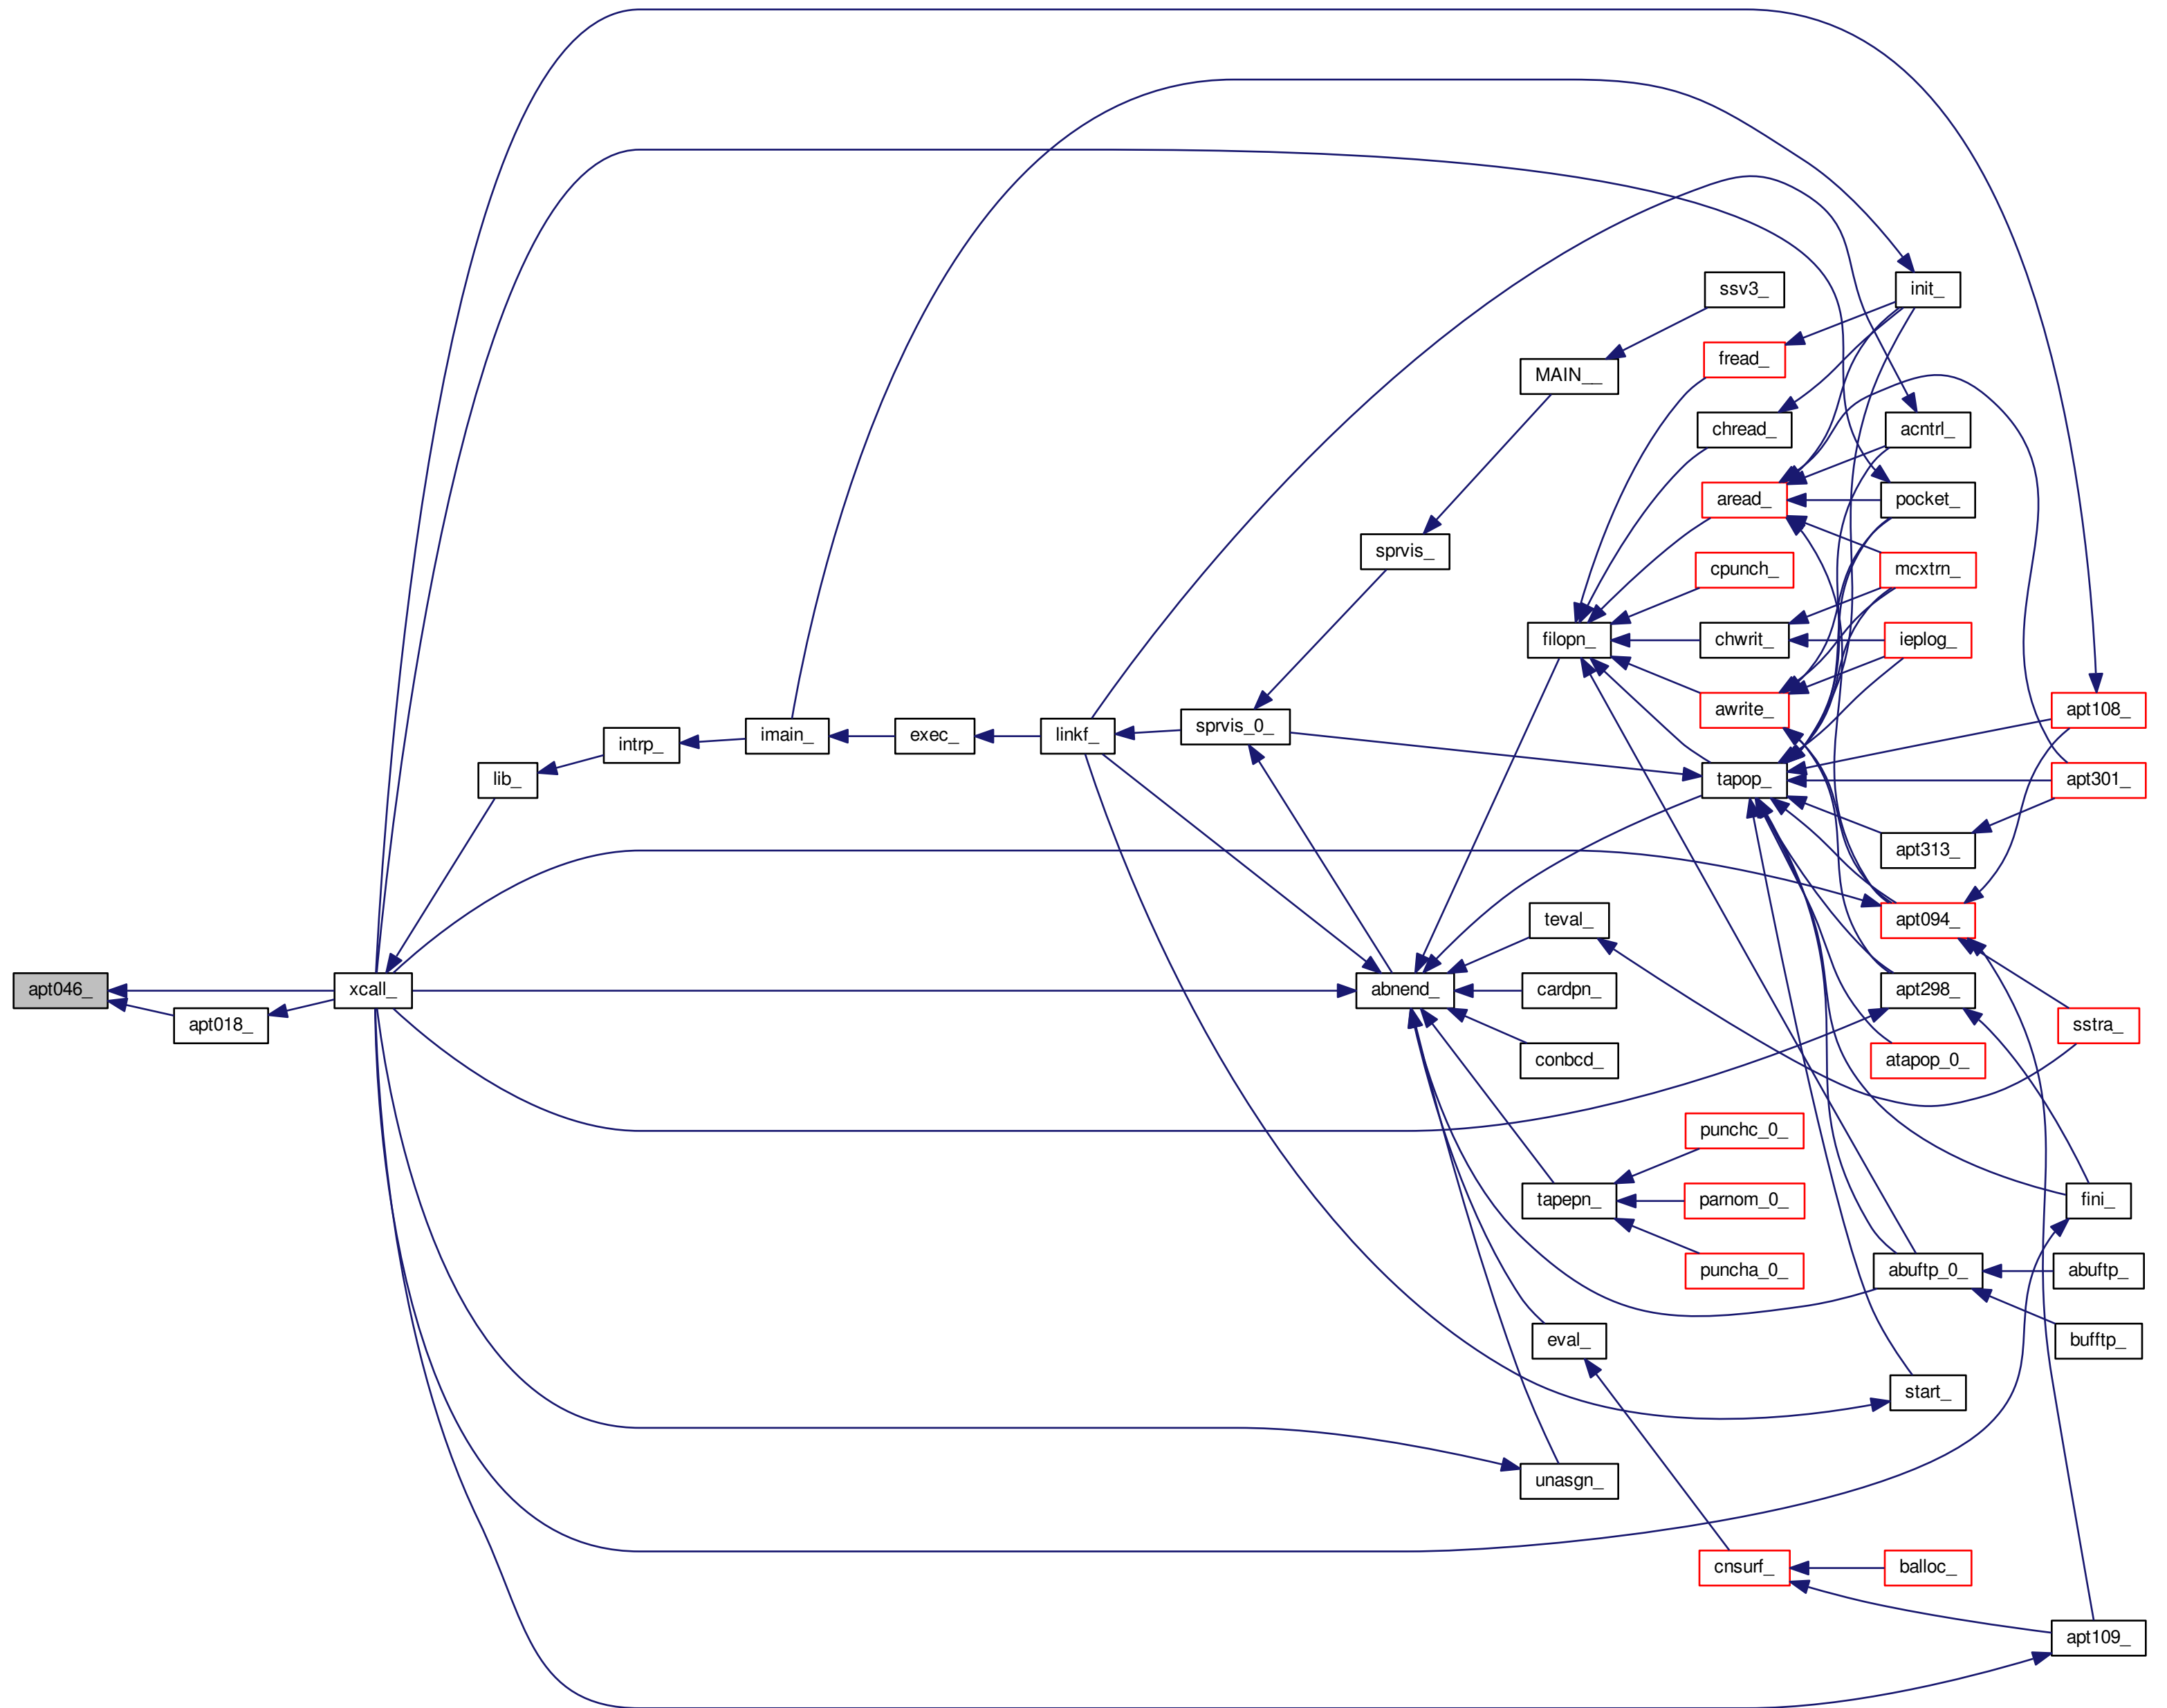 init_
ssv3_
fread_
MAIN__
chread_
acntrl_
aread_
pocket_
sprvis_
cpunch_
mcxtrn_
filopn_
chwrit_
ieplog_
awrite_
apt108_
sprvis_0_
linkf_
exec_
imain_
intrp_
lib_
tapop_
apt301_
apt313_
teval_
apt094_
apt046_
xcall_
abnend_
cardpn_
apt298_
apt018_
sstra_
conbcd_
atapop_0_
punchc_0_
tapepn_
parnom_0_
fini_
puncha_0_
abuftp_0_
abuftp_
eval_
bufftp_
start_
unasgn_
cnsurf_
balloc_
apt109_